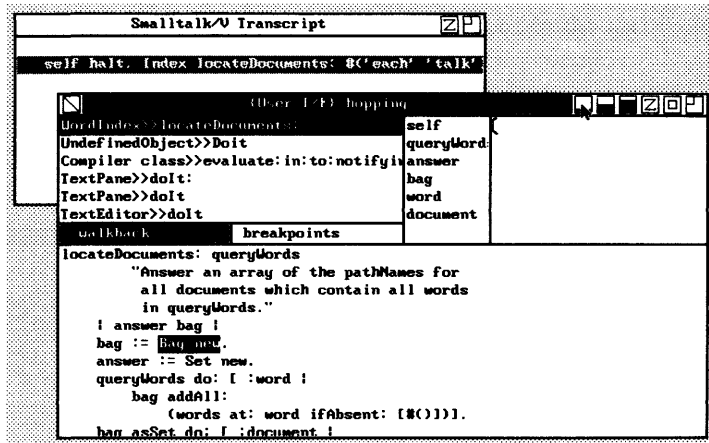 Smalltalk/V Transcript
self halt. Index locateDocuments: #('each' 'talk'
(User I/F) hopping
WordIndex>>locateDocuments:
UndefinedObject>>Doit
Compiler class>>evaluate:in:to:notifyin
TextPane>>doIt:
TextPane>>doIt
TextEditor>>doIt
self
queryWord
answer
bag
word
document
walkback breakpoints
locateDocuments: queryWords
"Answer an array of the pathNames for
all documents which contain all words
in queryWords."
| answer bag |
bag := Bag new.
answer := Set new.
queryWords do: [ :word |
bag addAll:
(words at: word ifAbsent: [#()])].
bag asSet do: [ :document |